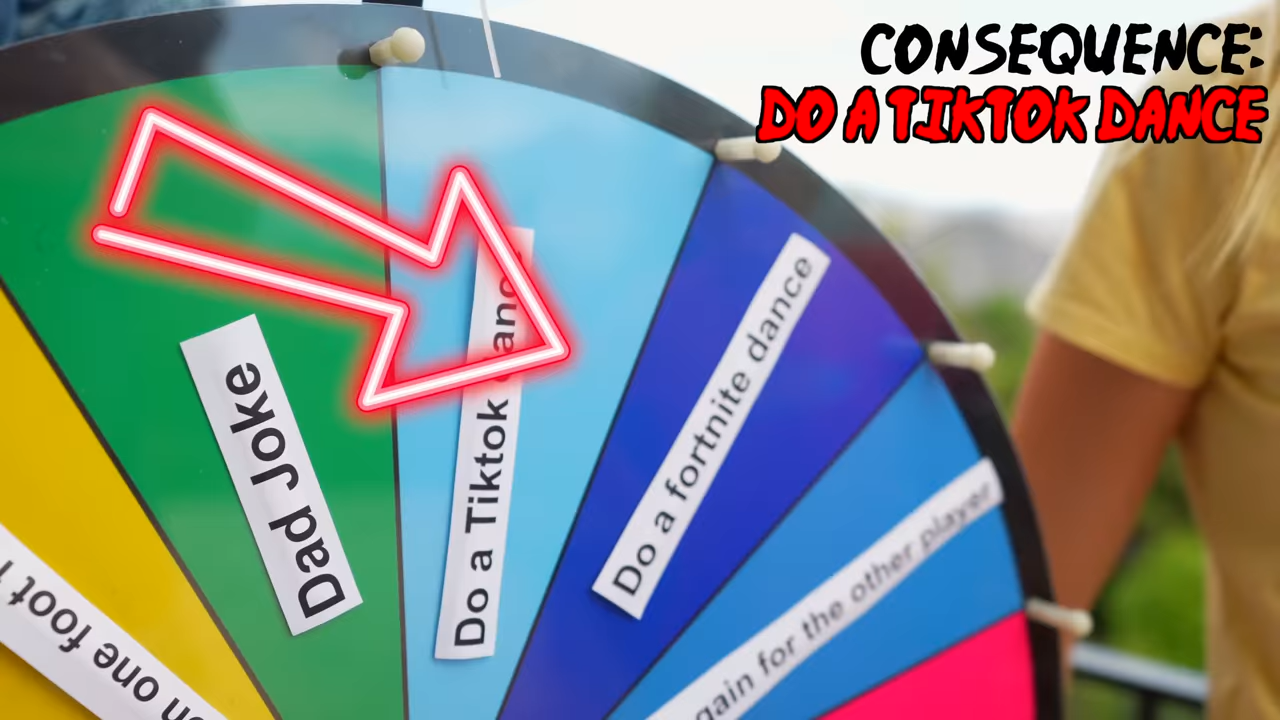 CONSEQUENCE:
DO A TIKTOK DANCE
on one foot
Dad Joke
Do a Tiktok
Do a fortnite dance
gain for the other player